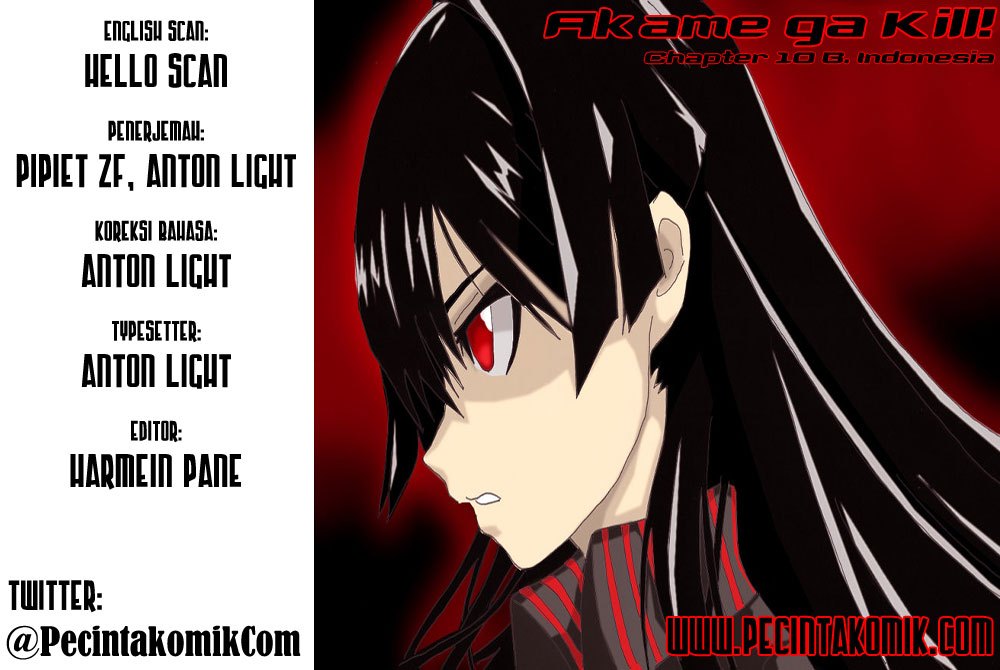 ENGLISH SCAN:
HELLO SCAN
PENERJEMAH:
PIPIET ZF, ANTON LIGHT
KOREKSI BAHASA:
ANTON LIGHT
TYPESETTER:
ANTON LIGHT
EDITOR:
HARMEIN PANE
TWITTER:
@PecintakomikCom
Akame ga Kill!
Chapter 10 B. Indonesia
WWW.PECINTAKOMIK.COM